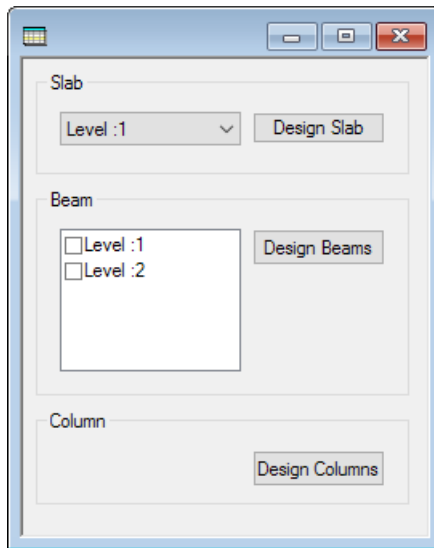 Slab
Level :1
Design Slab
Beam
Level :1
Design Beams
Level :2
Column
Design Columns